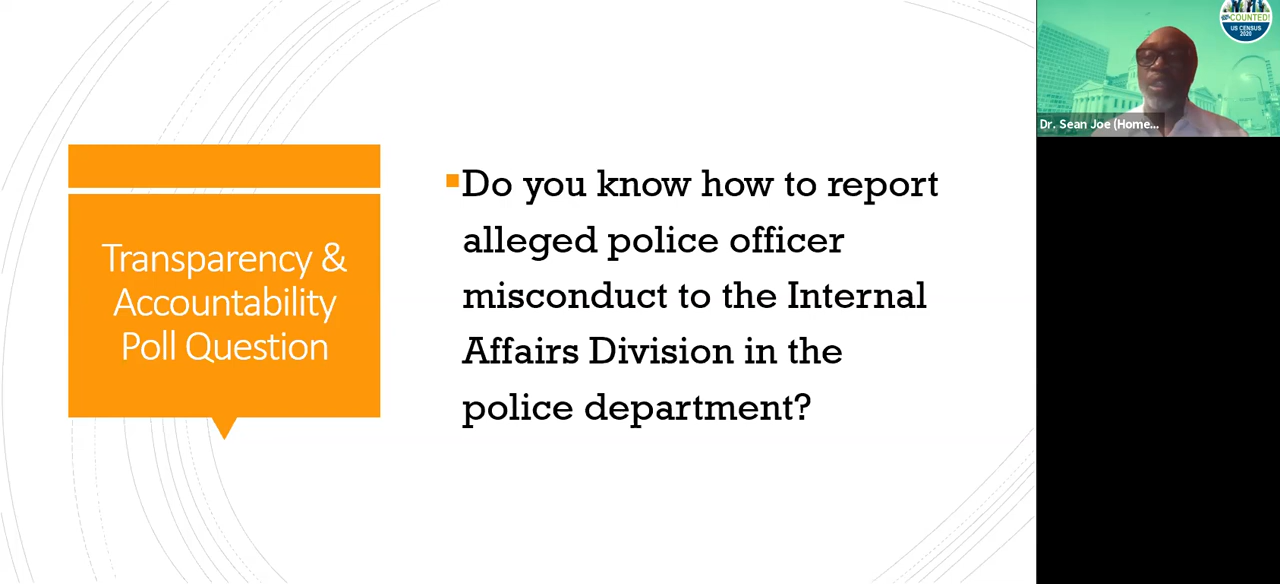 Transparency &
Accountability
Poll Question
Do you know how to report
alleged police officer
misconduct to the Internal
Affairs Division in the
police department?
COUNTED!
US CENSUS
2020
Dr. Sean Joe (Home...